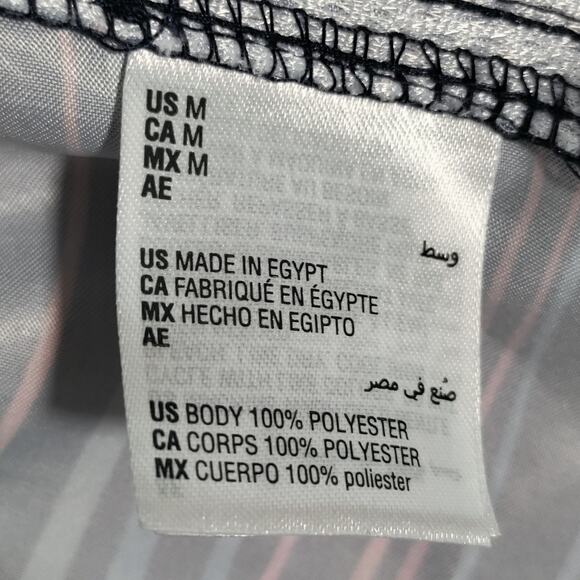 US M
CA M
MX M
AE
وسط
US MADE IN EGYPT
CA FABRIQUÉ EN ÉGYPTE
MX HECHO EN EGIPTO
AE
صُنع في مصر
US BODY 100% POLYESTER
CA CORPS 100% POLYESTER
MX CUERPO 100% poliester